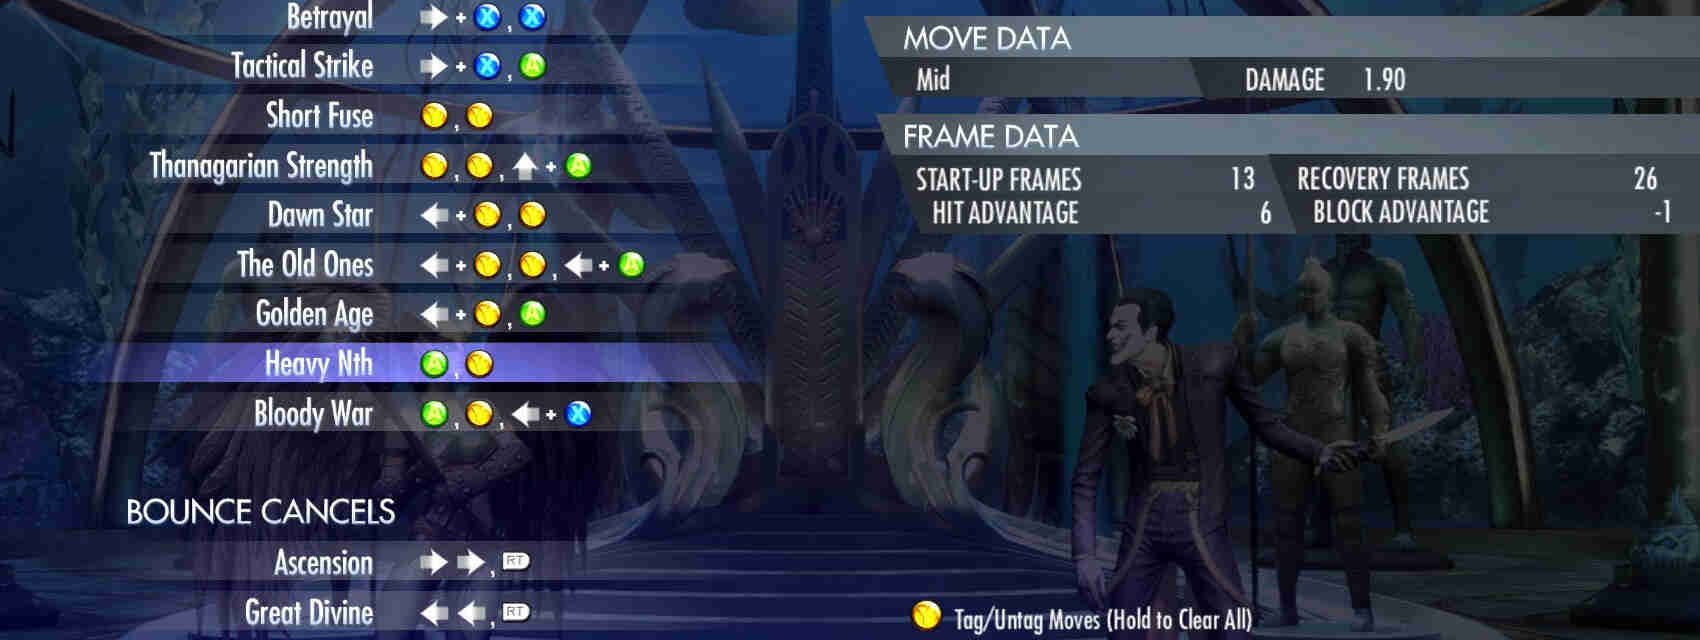 Betrayal + X , X
Tactical Strike + X , A
Short Fuse Y , Y
Thanagarian Strength Y , Y , + A
Dawn Star + Y , Y
The Old Ones + Y , Y , + A
Golden Age + Y , A
Heavy Nth A , Y
Bloody War A , Y , + X
BOUNCE CANCELS
Ascension , RT
Great Divine , RT
MOVE DATA
Mid DAMAGE 1.90
FRAME DATA
START-UP FRAMES 13 RECOVERY FRAMES 26
HIT ADVANTAGE 6 BLOCK ADVANTAGE -1
Y Tag/Untag Moves (Hold to Clear All)